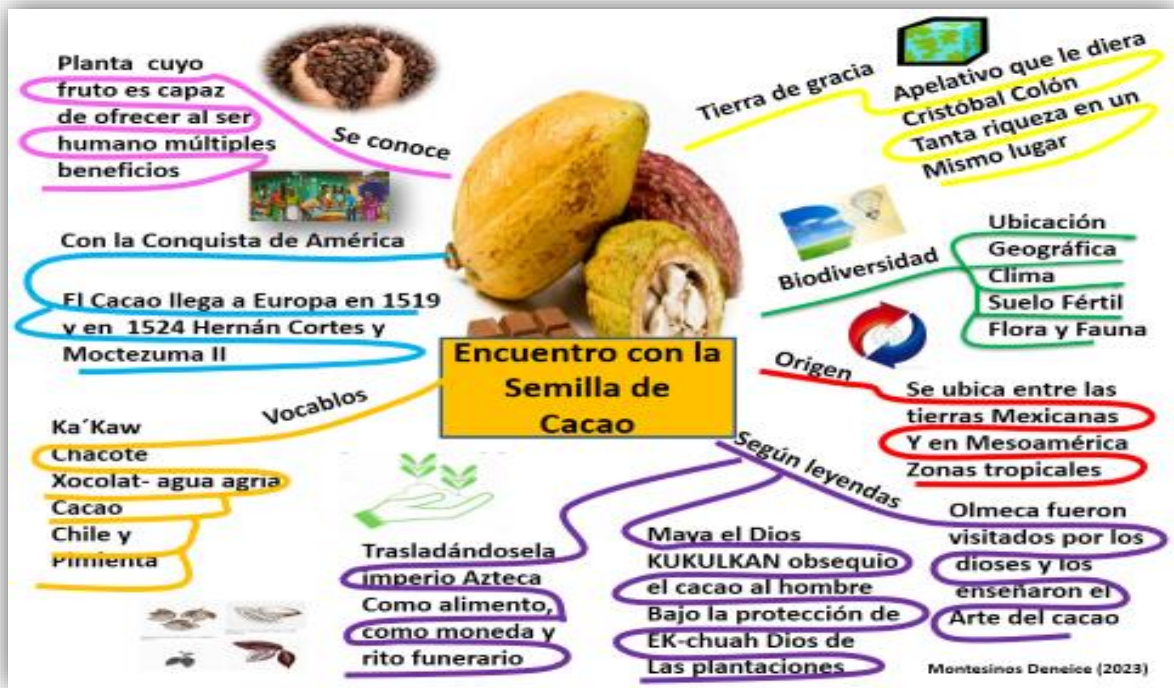 Planta cuyo
fruto es capaz
de ofrecer al ser
humano múltiples
beneficios
Se conoce
Con la Conquista de América
El Cacao llega a Europa en 1519
y en 1524 Hernán Cortes y
Moctezuma II
Vocablos
Ka´Kaw
Chacote
Xocolat- agua agria
Cacao
Chile y
Pimienta
Encuentro con la
Semilla de
Cacao
Tierra de gracia
Apelativo que le diera
Cristóbal Colón
Tanta riqueza en un
Mismo lugar
Biodiversidad
Ubicación
Geográfica
Clima
Suelo Fértil
Flora y Fauna
Origen
Se ubica entre las
tierras Mexicanas
Y en Mesoamérica
Zonas tropicales
Según leyendas
Trasladándosela
imperio Azteca
Como alimento,
como moneda y
rito funerario
Maya el Dios
KUKULKAN obsequio
el cacao al hombre
Bajo la protección de
EK-chuah Dios de
Las plantaciones
Olmeca fueron
visitados por los
dioses y los
enseñaron el
Arte del cacao
Montesinos Deneice (2023)